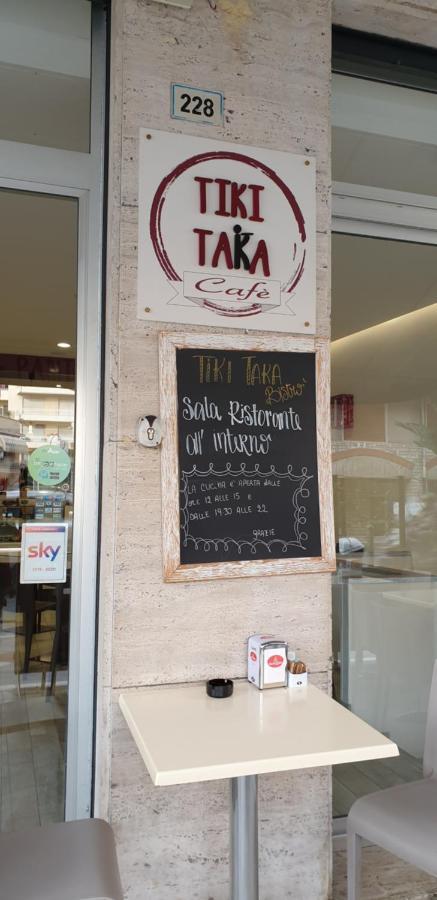 228
TIKI
TAKA
Cafè
TIKI TAKA
Bistrò
Sala Ristorante
all' interno
LA CUCINA E' APERTA DALLE
ORE 12 ALLE 15 E
DALLE 19:30 ALLE 22
GRAZIE
sky